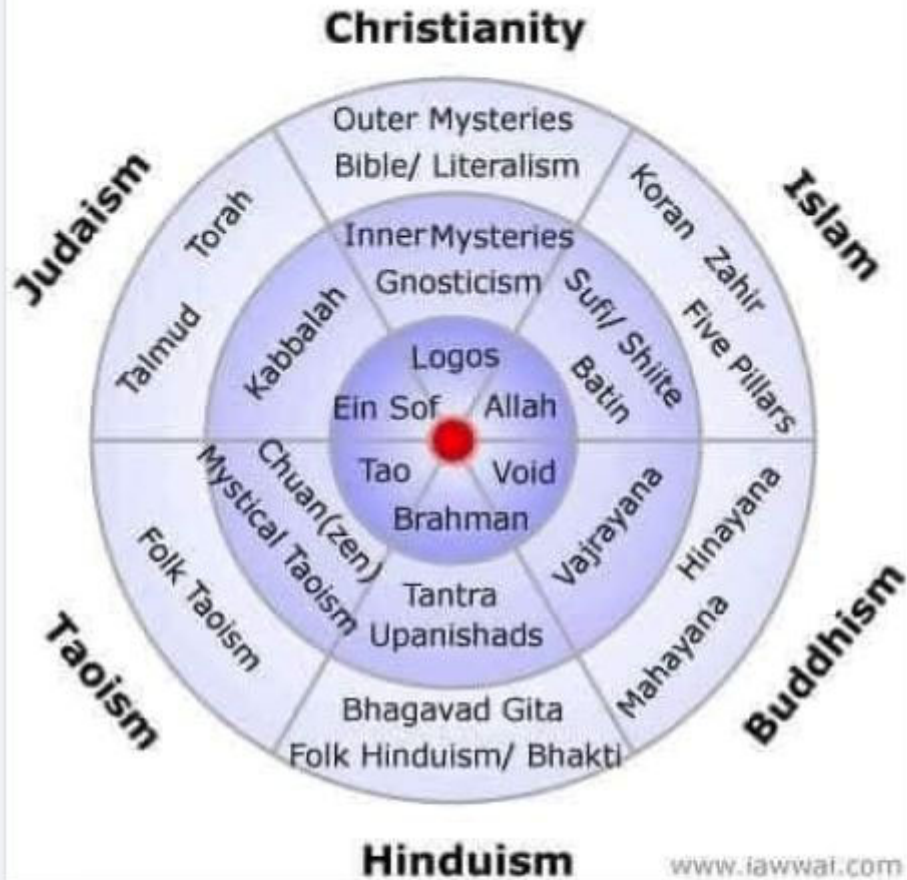 Christianity
Outer Mysteries
Bible/ Literalism
InnerMysteries
Gnosticism
Logos
Judaism
Torah
Talmud
Kabbalah
Ein Sof
Islam
Koran Zahir
Five Pillars
Sufi/ Shiite
Batin
Allah
Taoism
Folk Taoism
Mystical Taoism
Chuan(zen)
Tao
Buddhism
Hinayana
Mahayana
Vajrayana
Void
Brahman
Tantra
Upanishads
Bhagavad Gita
Folk Hinduism/ Bhakti
Hinduism
www.iawwai.com